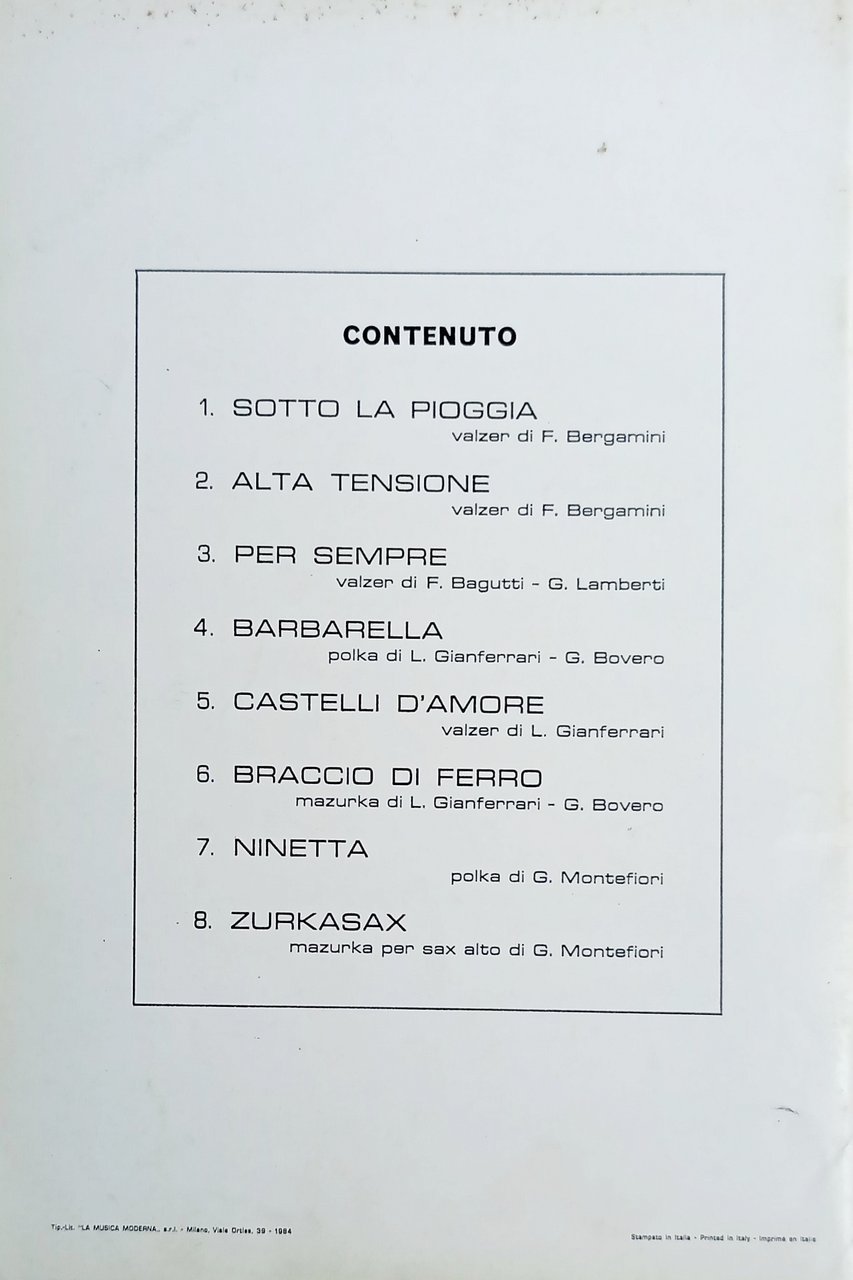 CONTENUTO
1. SOTTO LA PIOGGIA
valzer di F. Bergamini
2. ALTA TENSIONE
valzer di F. Bergamini
3. PER SEMPRE
valzer di F. Bagutti - G. Lamberti
4. BARBARELLA
polka di L. Gianferrari - G. Bovero
5. CASTELLI D'AMORE
valzer di L. Gianferrari
6. BRACCIO DI FERRO
mazurka di L. Gianferrari - G. Bovero
7. NINETTA
polka di G. Montefiori
8. ZURKASAX
mazurka per sax alto di G. Montefiori
Tip.-Lit. "LA MUSICA MODERNA,, s.r.l. - Milano, Viale Ortles, 39 - 1984
Stampato in Italia - Printed in Italy - Imprimé en Italie